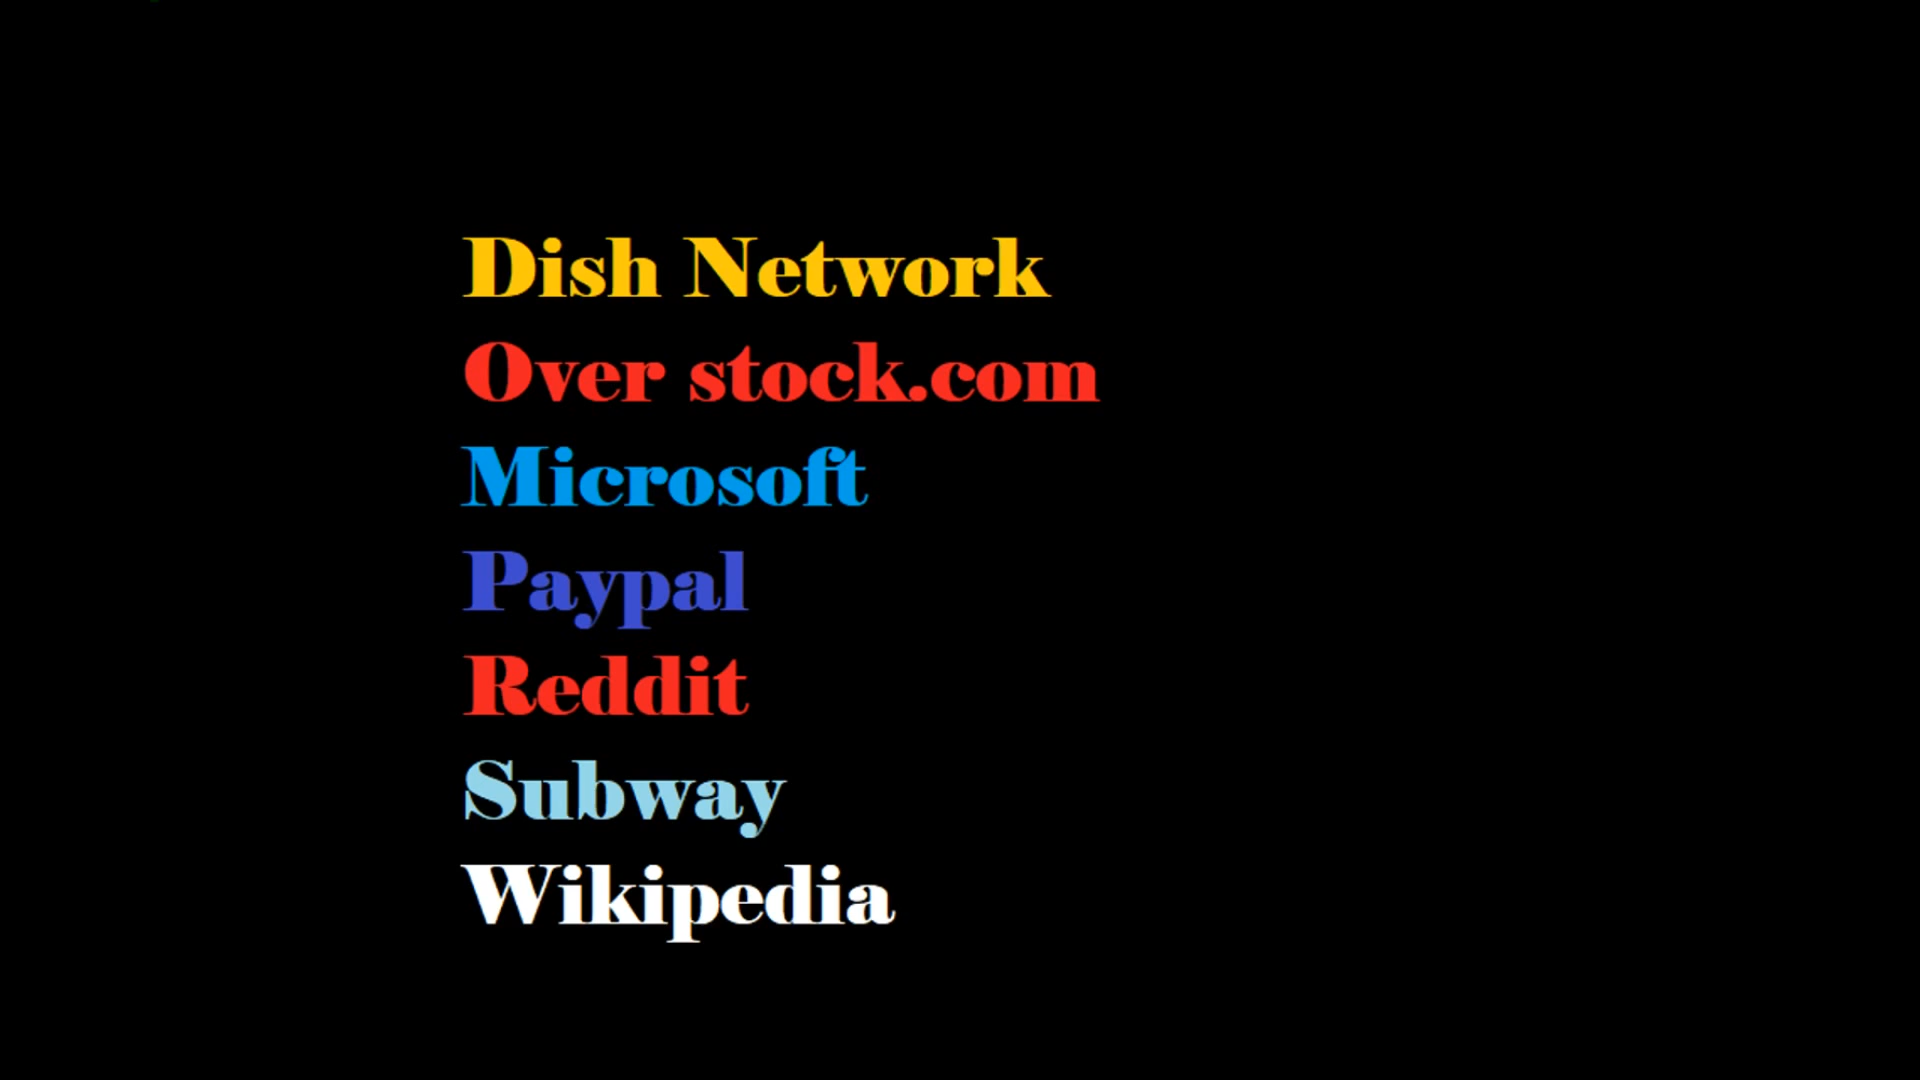 Dish Network
Over stock.com
Microsoft
Paypal
Reddit
Subway
Wikipedia